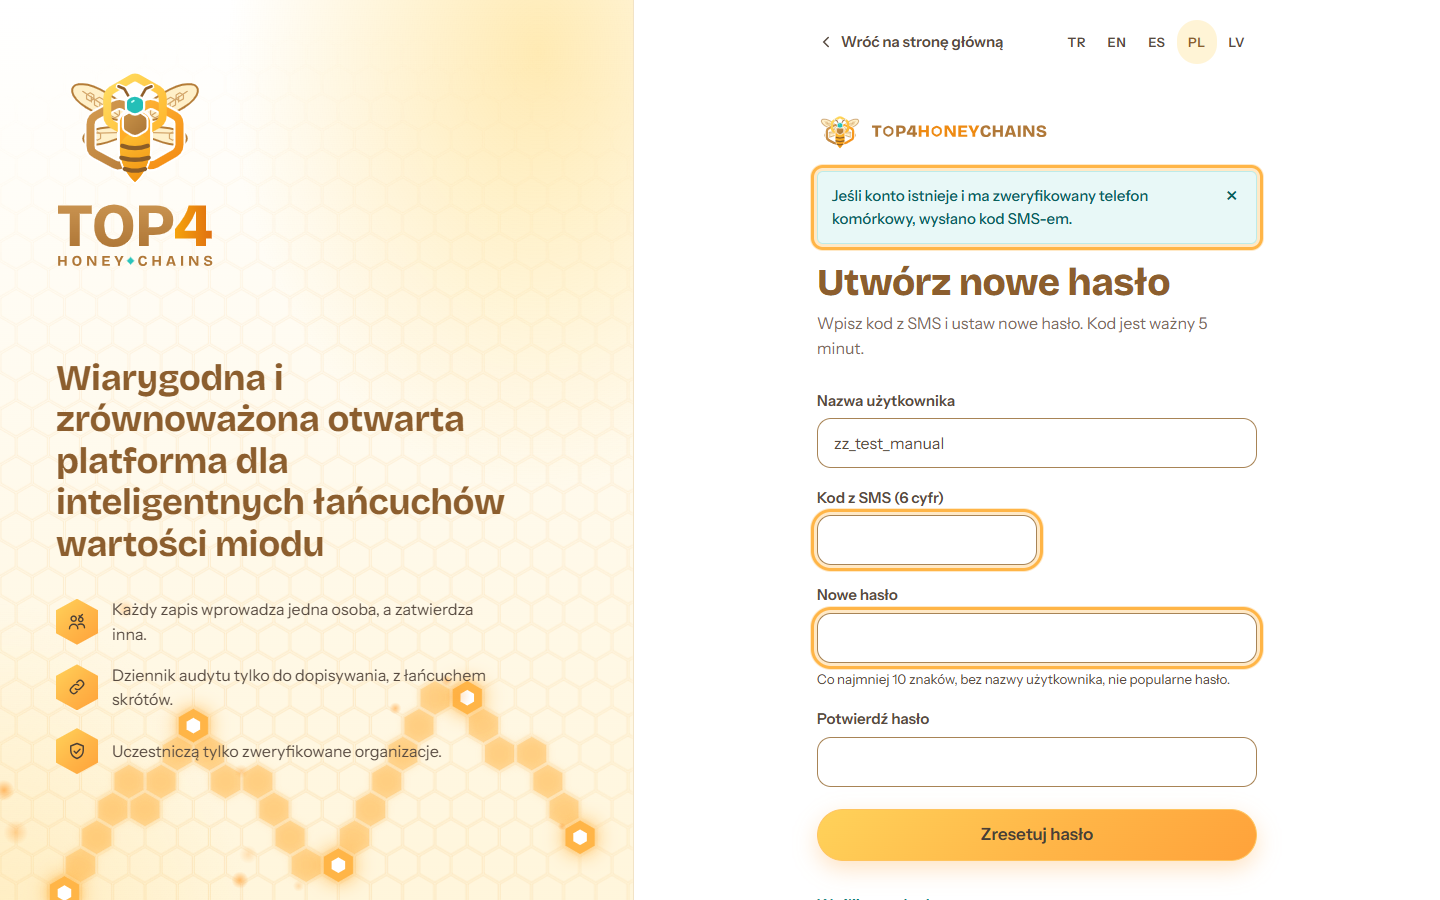 TOP4
HONEY CHAINS
Wiarygodna i
zrównoważona otwarta
platforma dla
inteligentnych łańcuchów
wartości miodu
Każdy zapis wprowadza jedna osoba, a zatwierdza
inna.
Dziennik audytu tylko do dopisywania, z łańcuchem
skrótów.
Uczestniczą tylko zweryfikowane organizacje.
Wróć na stronę główną
TR EN ES PL LV
TOP4HONEYCHAINS
Jeśli konto istnieje i ma zweryfikowany telefon
komórkowy, wysłano kod SMS-em.
Utwórz nowe hasło
Wpisz kod z SMS i ustaw nowe hasło. Kod jest ważny 5
minut.
Nazwa użytkownika
zz_test_manual
Kod z SMS (6 cyfr)
Nowe hasło
Co najmniej 10 znaków, bez nazwy użytkownika, nie popularne hasło.
Potwierdź hasło
Zresetuj hasło